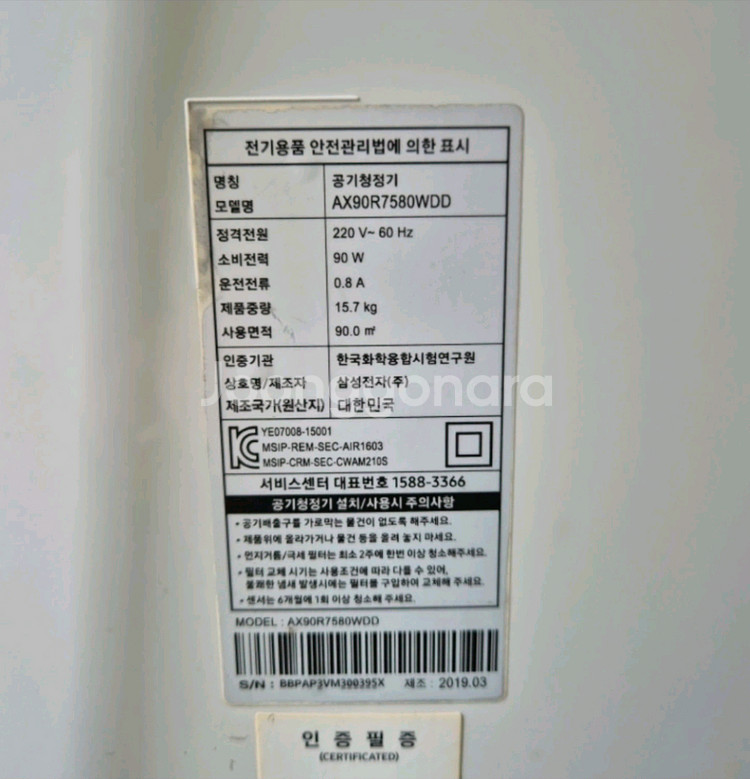 전기용품 안전관리법에 의한 표시
명칭 공기청정기
모델명 AX90R7580WDD
정격전원 220 V~ 60 Hz
소비전력 90 W
운전전류 0.8 A
제품중량 15.7 kg
사용면적 90.0 ㎡
인증기관 한국화학융합시험연구원
상호명/제조자 삼성전자(주)
제조국가(원산지) 대한민국
Joonggonara
YE07008-15001
MSIP-REM-SEC-AIR1603
MSIP-CRM-SEC-CWAM210S
서비스센터 대표번호 1588-3366
공기청정기 설치/사용시 주의사항
• 공기배출구를 가로막는 물건이 없도록 해주세요.
• 제품위에 올라가거나 물건 등을 올려 놓지 마세요.
• 먼지거름/극세 필터는 최소 2주에 한번 이상 청소해주세요.
• 필터 교체 시기는 사용조건에 따라 다를 수 있어,
불쾌한 냄새 발생시에는 필터를 구입하여 교체해 주세요.
• 센서는 6개월에 1회 이상 청소해 주세요.
MODEL : AX90R7580WDD
S/N : BBPAP3VM300395X 제조 : 2019.03
인증필증
(CERTIFICATED)